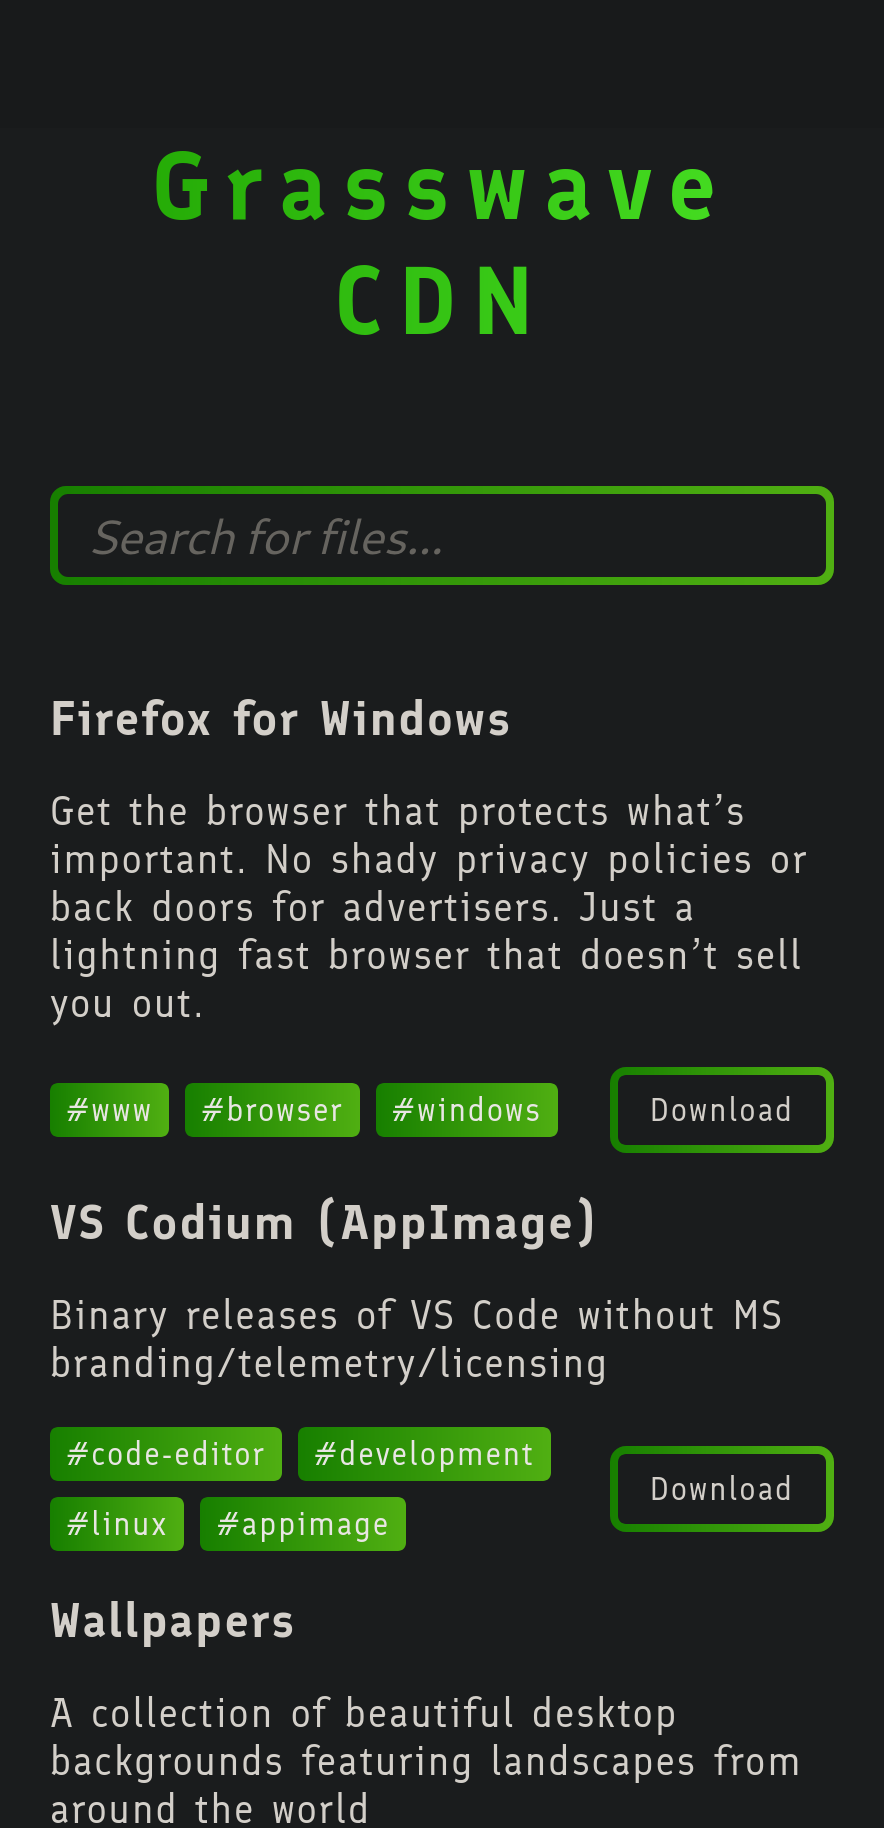 Grasswave
CDN
Search for files...
Firefox for Windows
Get the browser that protects what’s
important. No shady privacy policies or
back doors for advertisers. Just a
lightning fast browser that doesn’t sell
you out.
#www #browser #windows Download
VS Codium (AppImage)
Binary releases of VS Code without MS
branding/telemetry/licensing
#code-editor #development
Download
#linux #appimage
Wallpapers
A collection of beautiful desktop
backgrounds featuring landscapes from
around the world